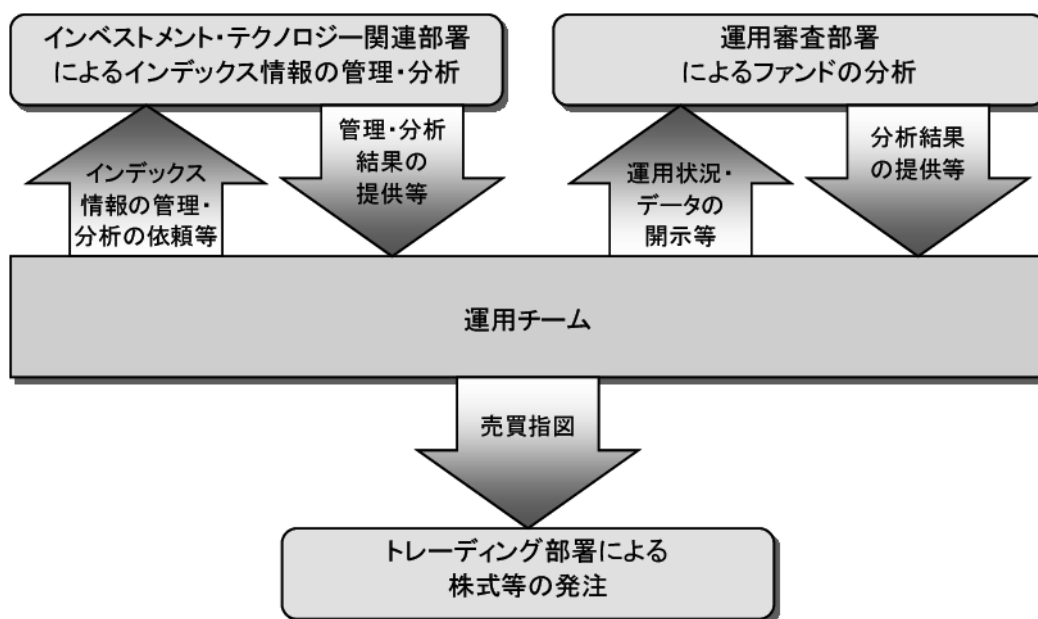 インベストメント・テクノロジー関連部署
によるインデックス情報の管理・分析
運用審査部署
によるファンドの分析
インデックス
情報の管理・
分析の依頼等
管理・分析
結果の
提供等
運用状況・
データの
開示等
分析結果
の提供等
運用チーム
売買指図
トレーディング部署による
株式等の発注